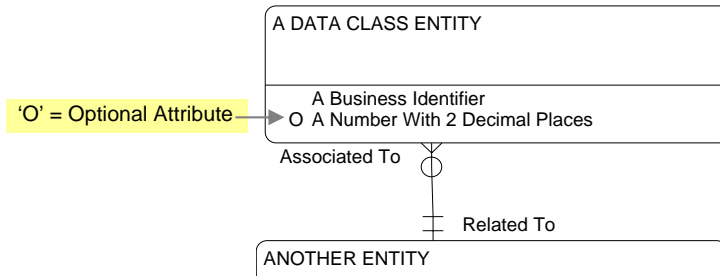 A DATA CLASS ENTITY
A Business Identifier
‘O’ = Optional Attribute
O A Number With 2 Decimal Places
Associated To
Related To
ANOTHER ENTITY